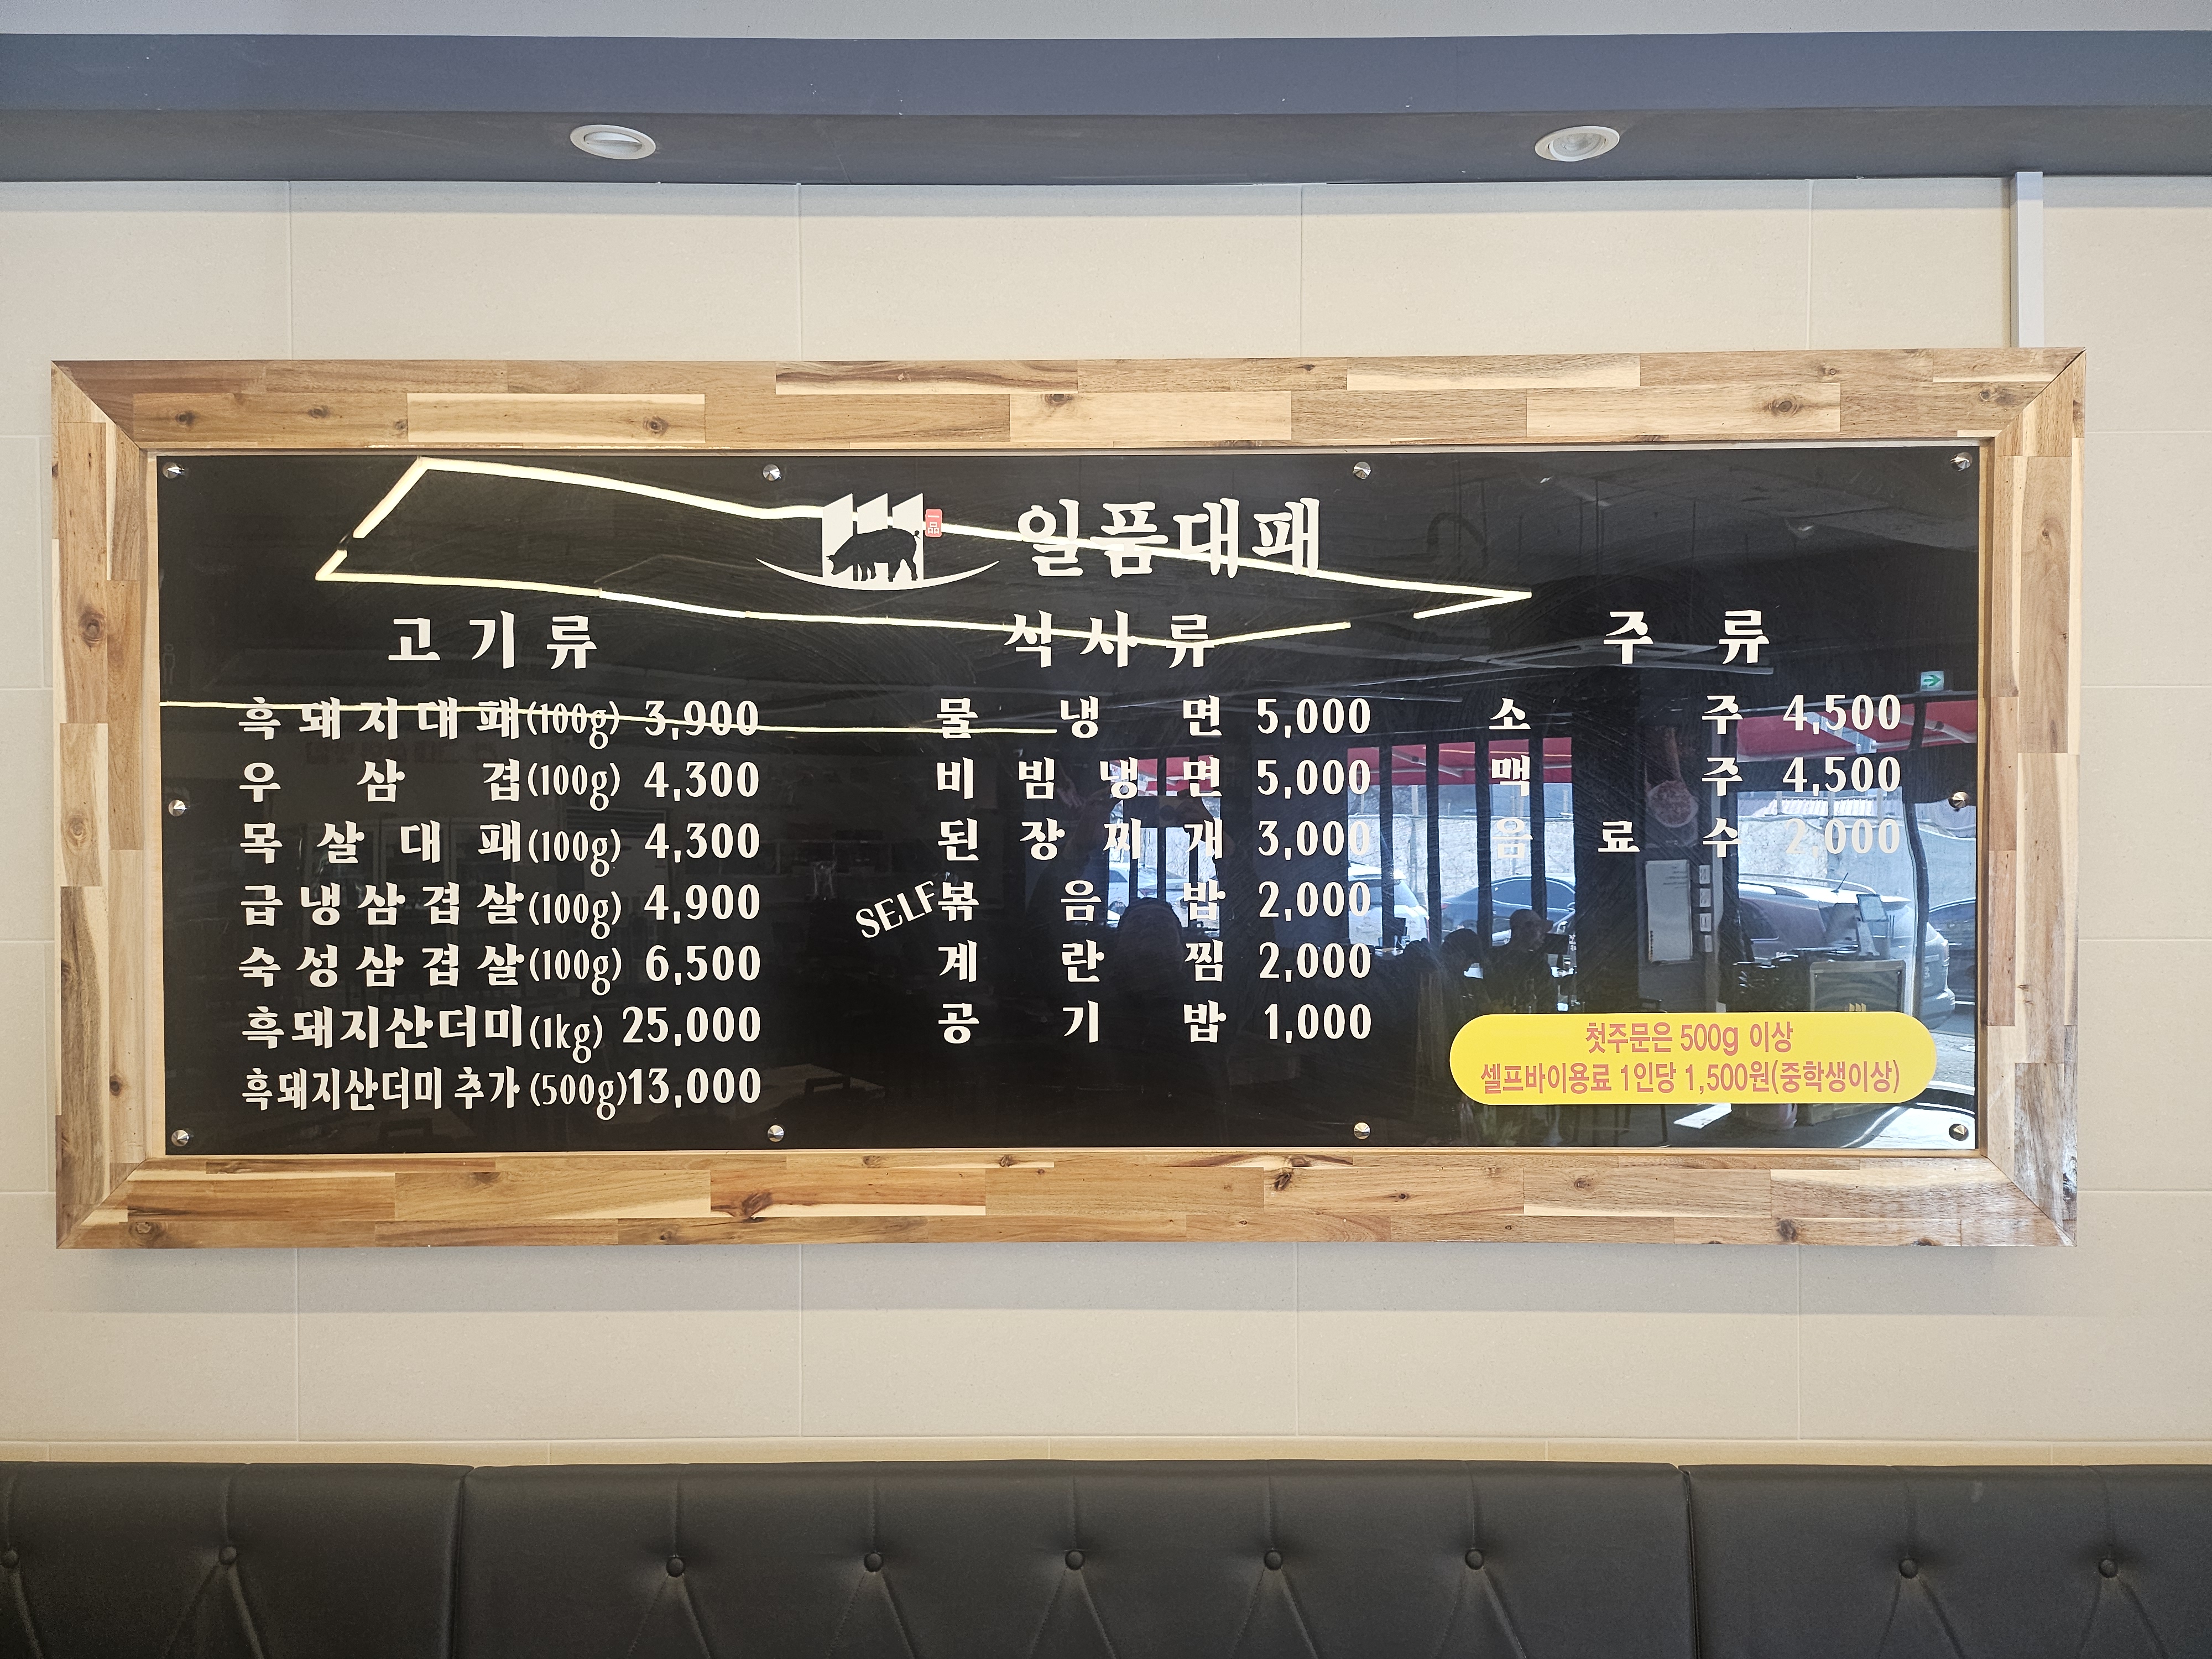 一品
일품대패
고기류
흑돼지대패(100g) 3,900
우삼겹(100g) 4,300
목살대패(100g) 4,300
급냉삼겹살(100g) 4,900
숙성삼겹살(100g) 6,500
흑돼지산더미(1kg) 25,000
흑돼지산더미 추가 (500g) 13,000
식사류
물냉면 5,000
비빔냉면 5,000
된장찌개 3,000
SELF 볶음밥 2,000
계란찜 2,000
공기밥 1,000
주류
소주 4,500
맥주 4,500
음료수 2,000
첫주문은 500g 이상
셀프바이용료 1인당 1,500원(중학생이상)